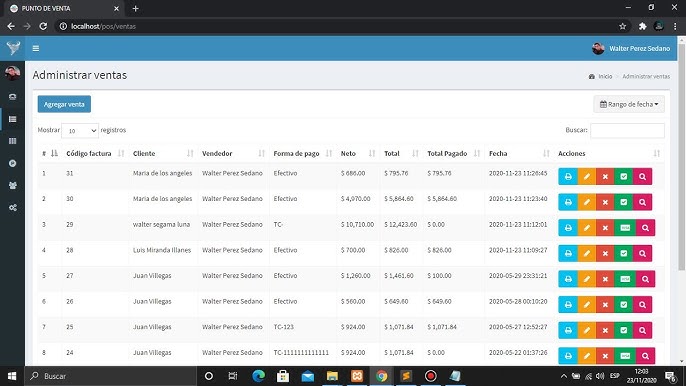 PUNTO DE VENTA
localhost/pos/ventas
Walter Perez Sedano
Administrar ventas
Inicio > Administrar ventas
Agregar venta
Rango de fecha
Mostrar 10 registros
Buscar:
# Código factura Cliente Vendedor Forma de pago Neto Total Total Pagado Fecha Acciones
1 31 Maria de los angeles Walter Perez Sedano Efectivo $ 686.00 $ 795.76 $ 795.76 2020-11-23 11:26:45
2 30 Maria de los angeles Walter Perez Sedano Efectivo $ 4,970.00 $ 5,864.60 $ 5,864.60 2020-11-23 11:23:40
3 29 walter segama luna Walter Perez Sedano TC- $ 10,710.00 $ 12,423.60 $ 0.00 2020-11-23 11:12:01
4 28 Luis Miranda Illanes Walter Perez Sedano Efectivo $ 700.00 $ 826.00 $ 826.00 2020-11-23 11:09:27
5 27 Juan Villegas Walter Perez Sedano Efectivo $ 1,260.00 $ 1,461.60 $ 100.00 2020-05-29 23:31:21
6 26 Juan Villegas Walter Perez Sedano Efectivo $ 560.00 $ 649.60 $ 649.60 2020-05-28 00:10:20
7 25 Juan Villegas Walter Perez Sedano TC-123 $ 924.00 $ 1,071.84 $ 1,071.84 2020-05-27 12:52:27
8 24 Juan Villegas Walter Perez Sedano TC-1111111111111 $ 924.00 $ 1,071.84 $ 0.00 2020-05-22 01:37:26
Buscar
ESP
12:03
23/11/2020